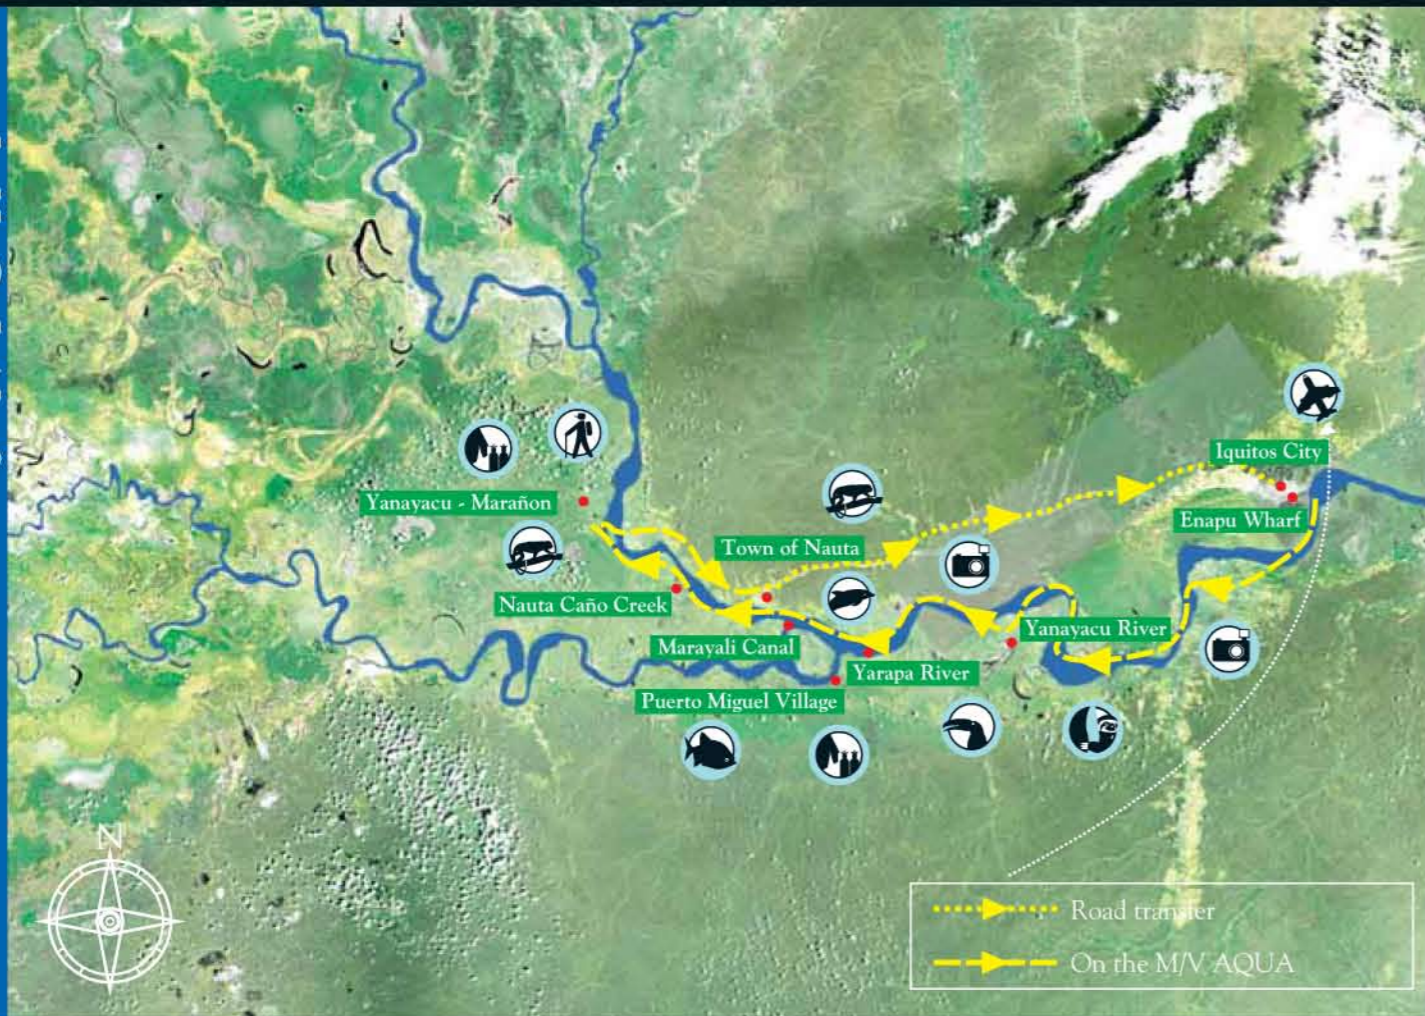 Iquitos City
Yanayacu - Marañon
Enapu Wharf
Town of Nauta
Nauta Caño Creek
Yanayacu River
Marayali Canal
Yarapa River
Puerto Miguel Village
N
Road transfer
On the M/V AQUA